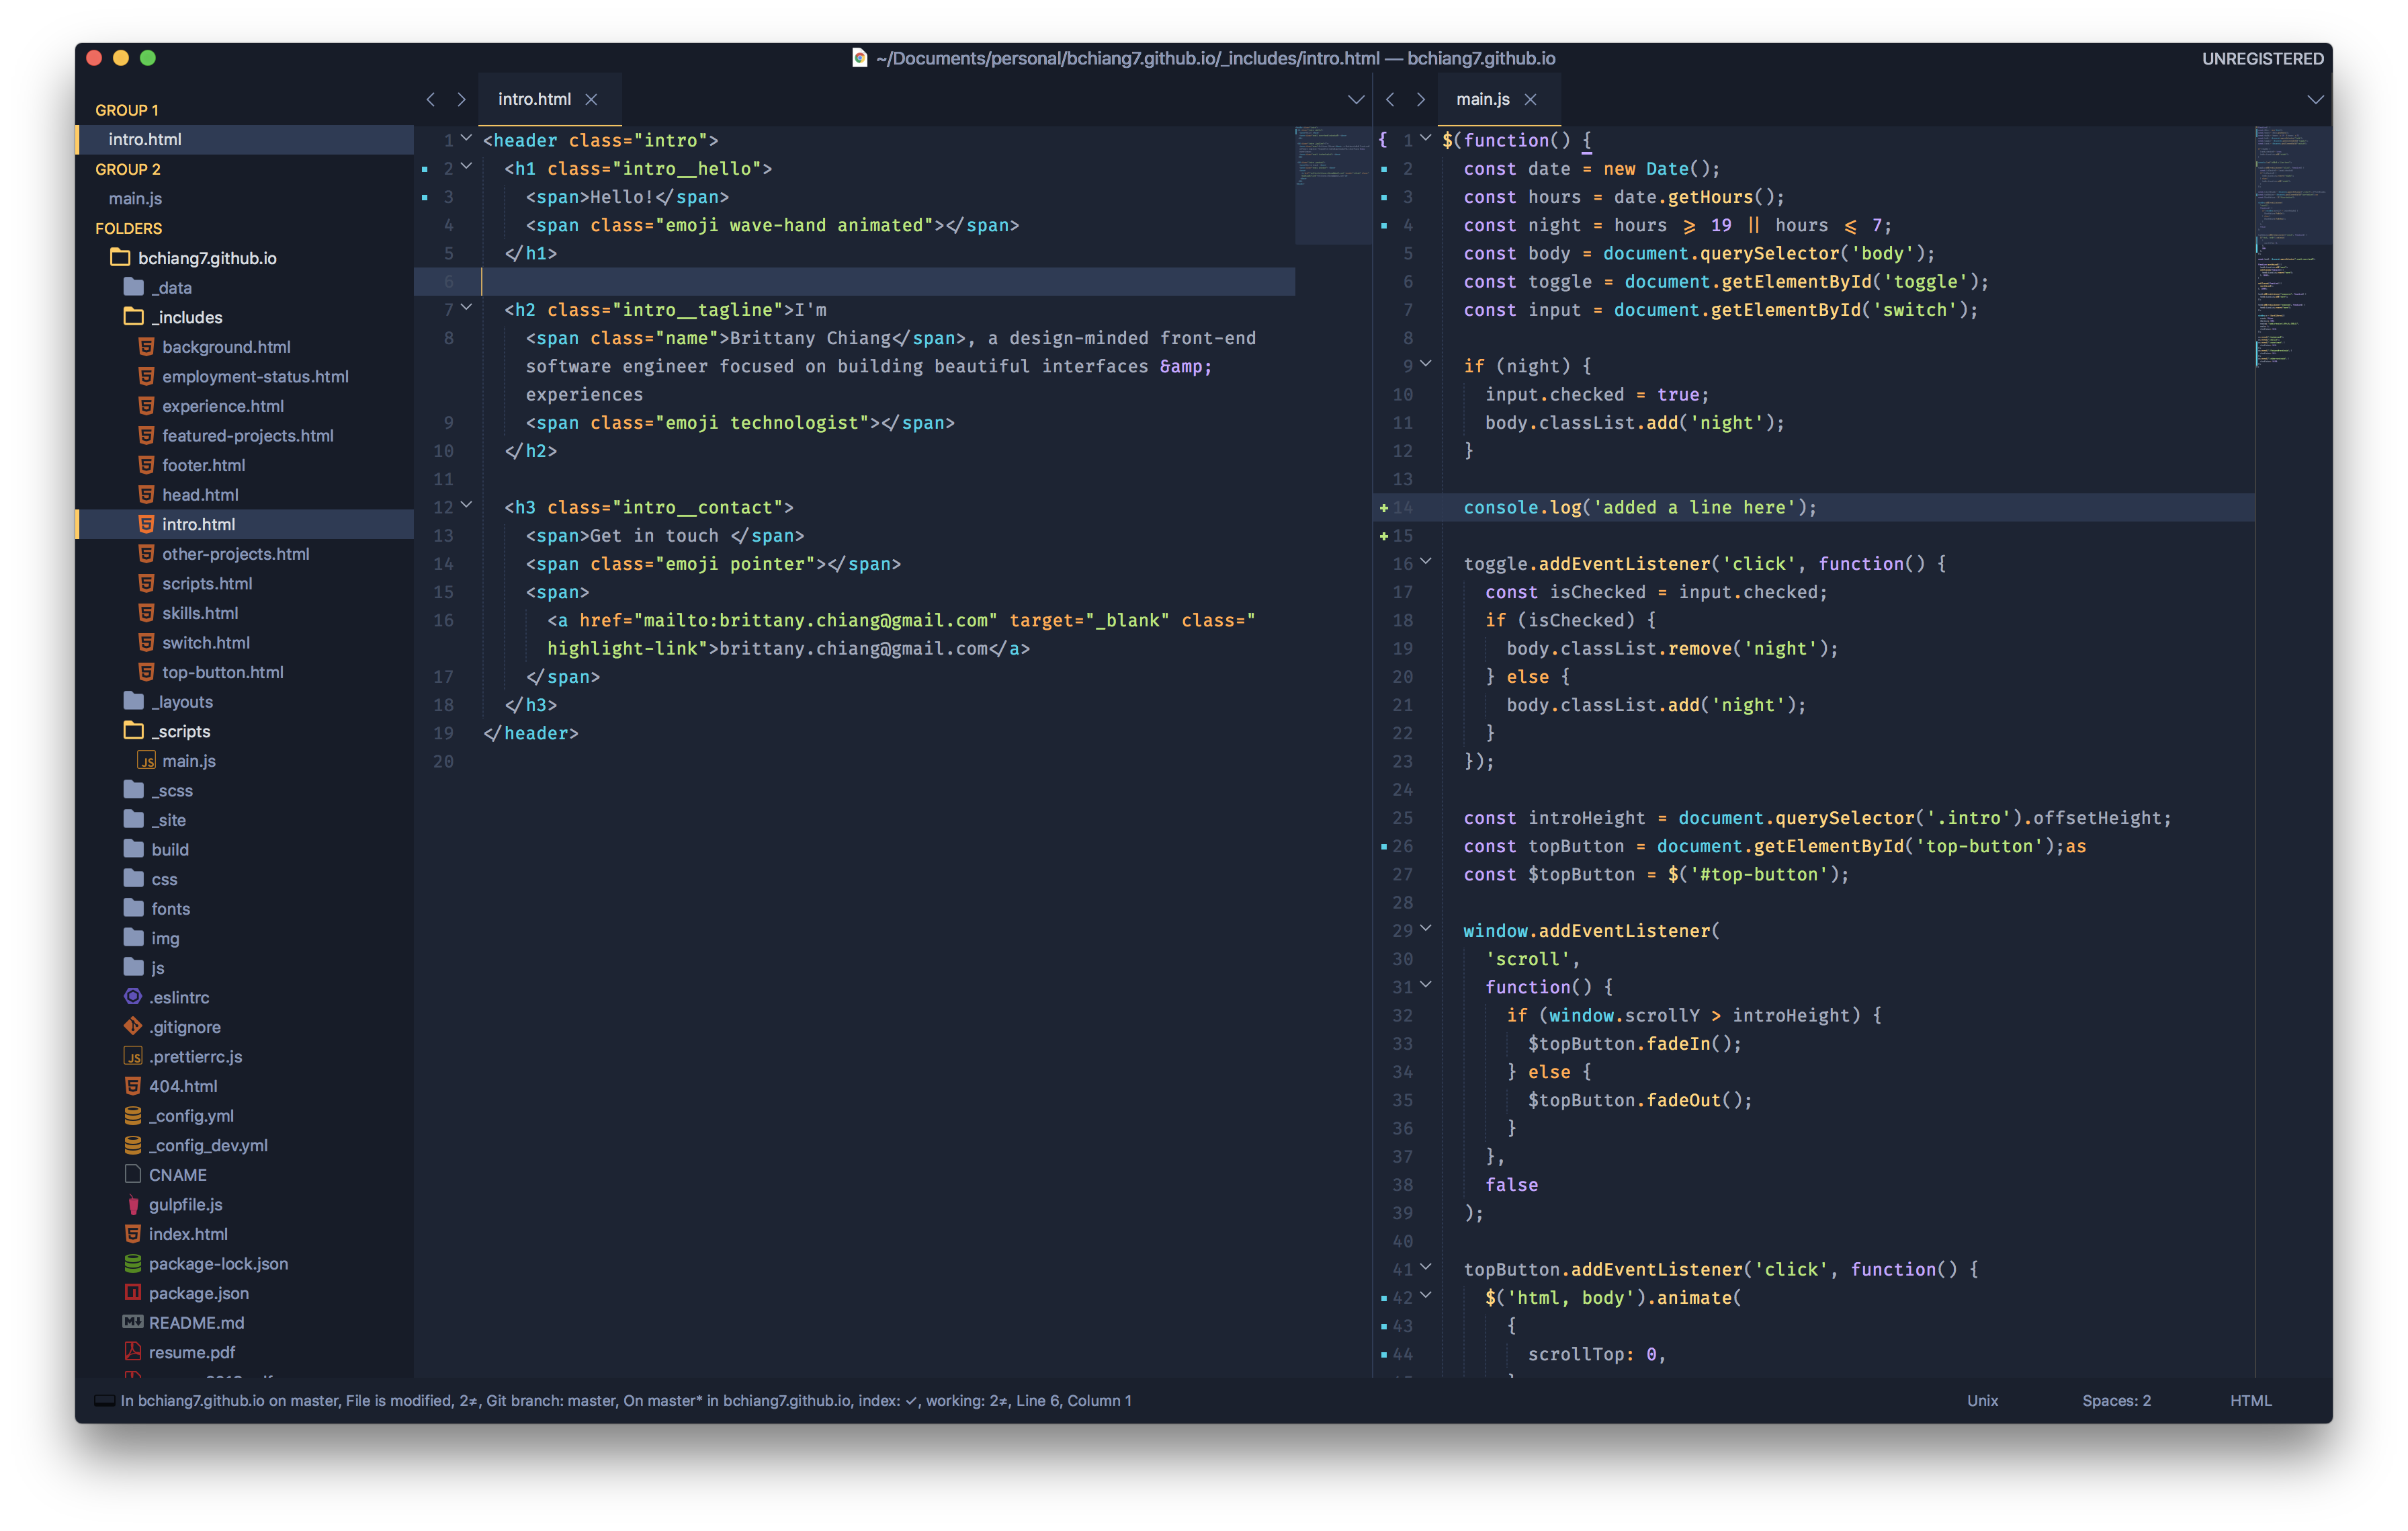 ~/Documents/personal/bchiang7.github.io/_includes/intro.html — bchiang7.github.io
UNREGISTERED
GROUP 1
intro.html
GROUP 2
main.js
FOLDERS
bchiang7.github.io
_data
_includes
background.html
employment-status.html
experience.html
featured-projects.html
footer.html
head.html
intro.html
other-projects.html
scripts.html
skills.html
switch.html
top-button.html
_layouts
_scripts
JS main.js
_scss
_site
build
css
fonts
img
js
.eslintrc
.gitignore
JS .prettierrc.js
404.html
_config.yml
_config_dev.yml
CNAME
gulpfile.js
index.html
package-lock.json
package.json
README.md
resume.pdf
intro.html
1 <header class="intro">
2 <h1 class="intro__hello">
3 <span>Hello!</span>
4 <span class="emoji wave-hand animated"></span>
5 </h1>
6
7 <h2 class="intro__tagline">I'm
8 <span class="name">Brittany Chiang</span>, a design-minded front-end
software engineer focused on building beautiful interfaces &amp;
experiences
9 <span class="emoji technologist"></span>
10 </h2>
11
12 <h3 class="intro__contact">
13 <span>Get in touch </span>
14 <span class="emoji pointer"></span>
15 <span>
16 <a href="mailto:brittany.chiang@gmail.com" target="_blank" class="
highlight-link">brittany.chiang@gmail.com</a>
17 </span>
18 </h3>
19 </header>
20
main.js
{ 1 $(function() {
2 const date = new Date();
3 const hours = date.getHours();
4 const night = hours ⩾ 19 || hours ⩽ 7;
5 const body = document.querySelector('body');
6 const toggle = document.getElementById('toggle');
7 const input = document.getElementById('switch');
8
9 if (night) {
10 input.checked = true;
11 body.classList.add('night');
12 }
13
14 console.log('added a line here');
15
16 toggle.addEventListener('click', function() {
17 const isChecked = input.checked;
18 if (isChecked) {
19 body.classList.remove('night');
20 } else {
21 body.classList.add('night');
22 }
23 });
24
25 const introHeight = document.querySelector('.intro').offsetHeight;
26 const topButton = document.getElementById('top-button');as
27 const $topButton = $('#top-button');
28
29 window.addEventListener(
30 'scroll',
31 function() {
32 if (window.scrollY > introHeight) {
33 $topButton.fadeIn();
34 } else {
35 $topButton.fadeOut();
36 }
37 },
38 false
39 );
40
41 topButton.addEventListener('click', function() {
42 $('html, body').animate(
43 {
44 scrollTop: 0,
In bchiang7.github.io on master, File is modified, 2≠, Git branch: master, On master* in bchiang7.github.io, index: ✓, working: 2≠, Line 6, Column 1
Unix
Spaces: 2
HTML